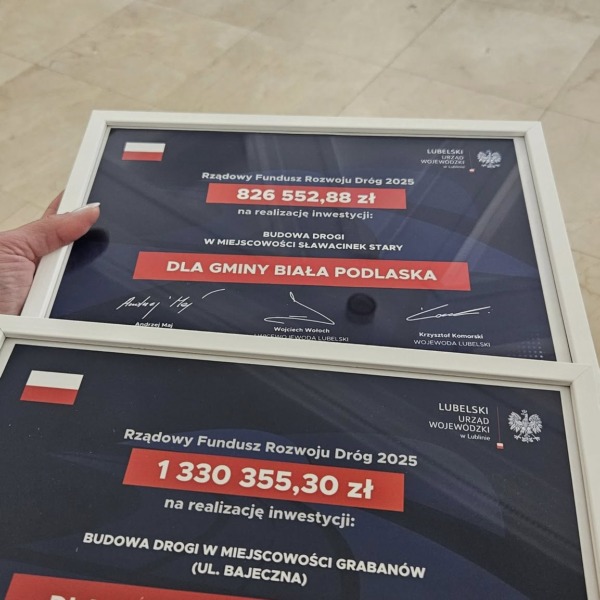 LUBELSKI
URZĄD
WOJEWÓDZKI
w Lublinie
Rządowy Fundusz Rozwoju Dróg 2025
826 552,88 zł
na realizację inwestycji:
BUDOWA DROGI
W MIEJSCOWOŚCI SŁAWACINEK STARY
DLA GMINY BIAŁA PODLASKA
Andrzej Maj
Andrzej Maj
Wojciech Wołoch
WICEWOJEWODA LUBELSKI
Krzysztof Komorski
WOJEWODA LUBELSKI
LUBELSKI
URZĄD
WOJEWÓDZKI
w Lublinie
Rządowy Fundusz Rozwoju Dróg 2025
1 330 355,30 zł
na realizację inwestycji:
BUDOWA DROGI W MIEJSCOWOŚCI GRABANÓW
(UL. BAJECZNA)